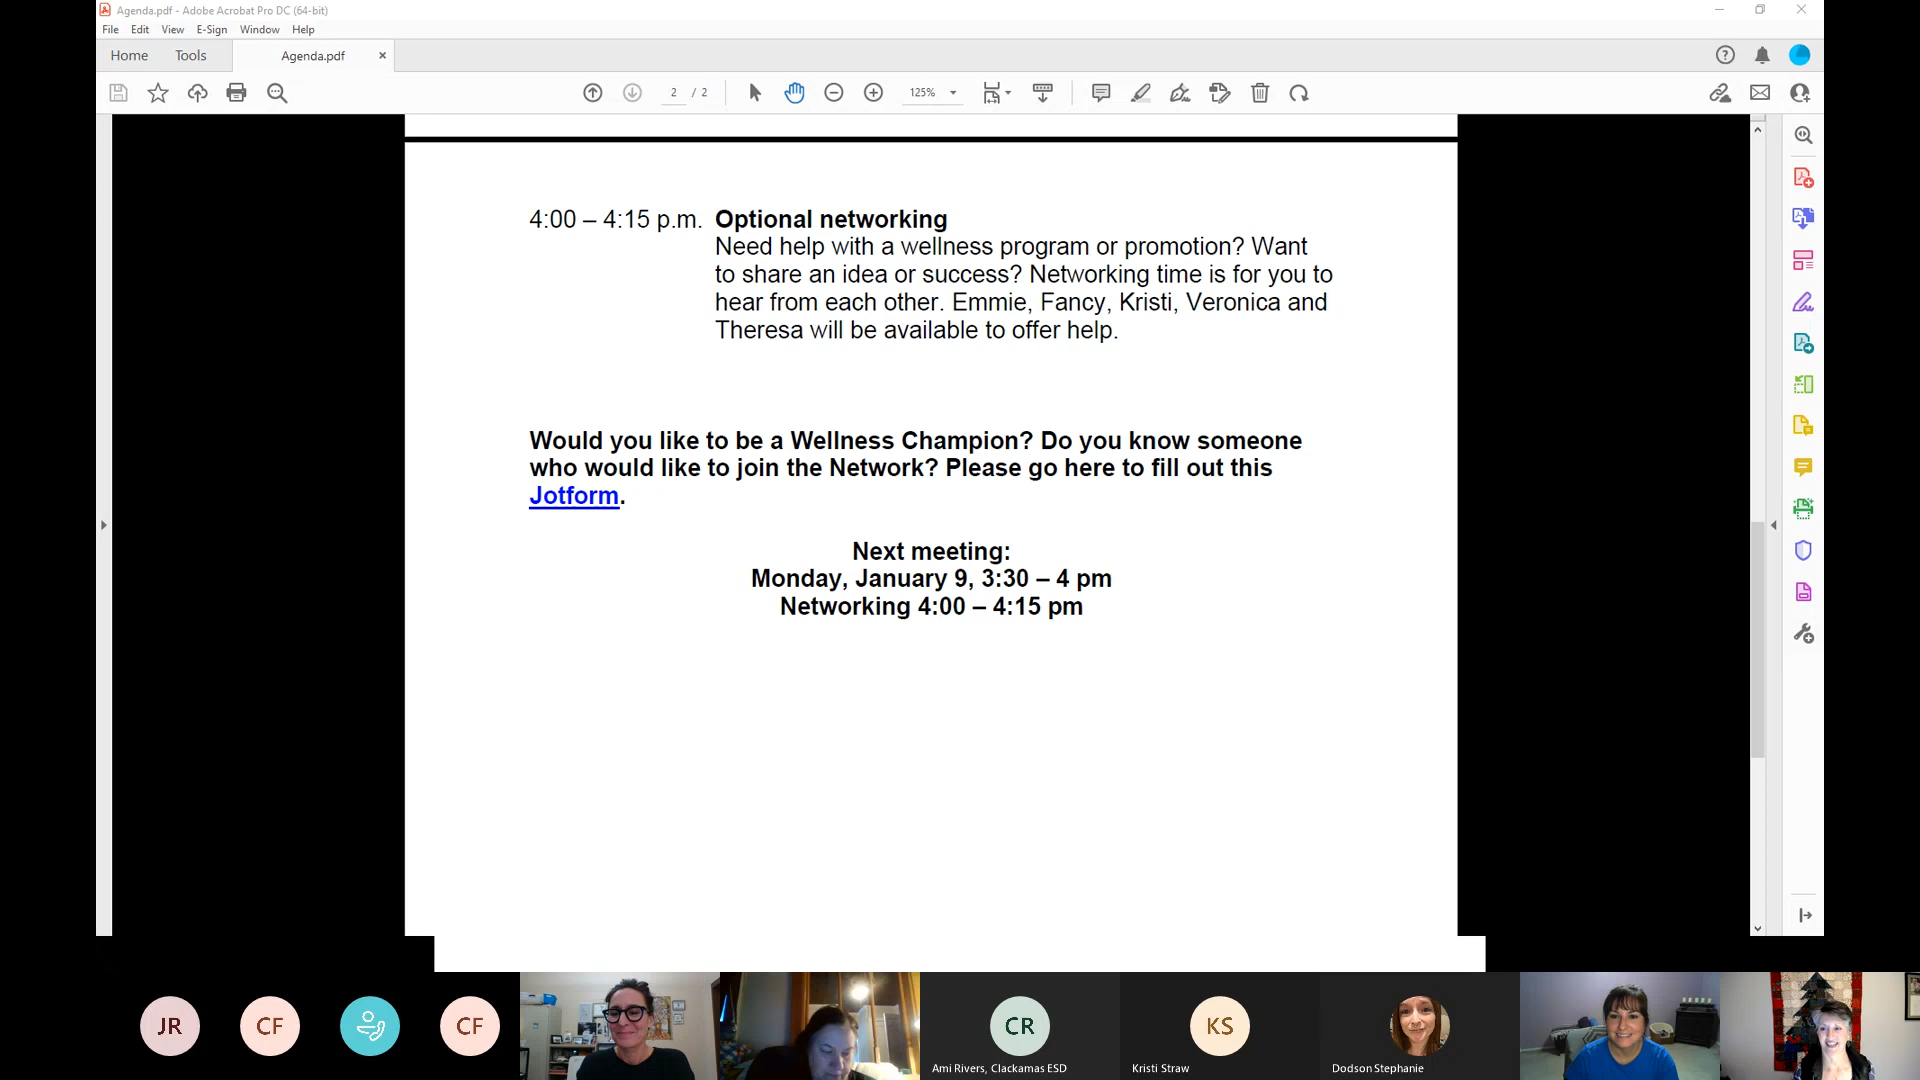 Agenda.pdf - Adobe Acrobat Pro DC (64-bit)
File Edit View E-Sign Window Help
Home Tools Agenda.pdf ×
2 / 2 125%
4:00 – 4:15 p.m. Optional networking
Need help with a wellness program or promotion? Want
to share an idea or success? Networking time is for you to
hear from each other. Emmie, Fancy, Kristi, Veronica and
Theresa will be available to offer help.
Would you like to be a Wellness Champion? Do you know someone
who would like to join the Network? Please go here to fill out this
Jotform.
Next meeting:
Monday, January 9, 3:30 – 4 pm
Networking 4:00 – 4:15 pm
JR CF CF CR KS
Ami Rivers, Clackamas ESD Kristi Straw Dodson Stephanie